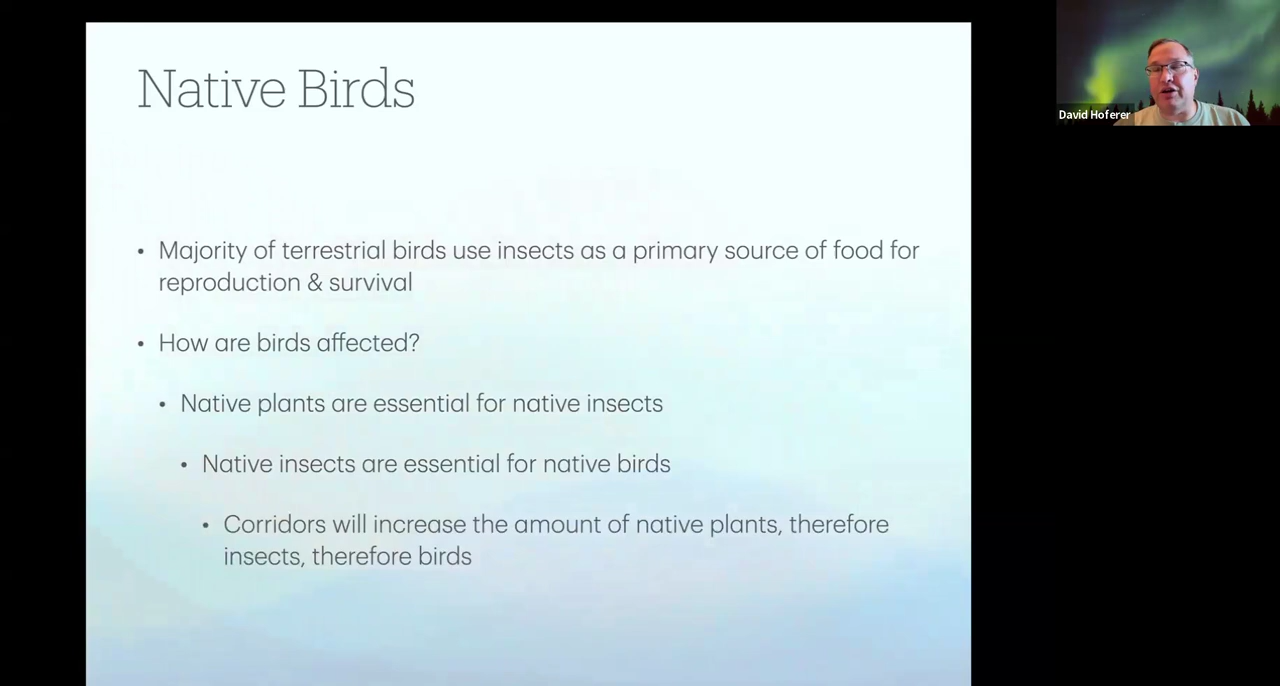 Native Birds
David Hoferer
• Majority of terrestrial birds use insects as a primary source of food for
reproduction & survival
• How are birds affected?
• Native plants are essential for native insects
• Native insects are essential for native birds
• Corridors will increase the amount of native plants, therefore
insects, therefore birds